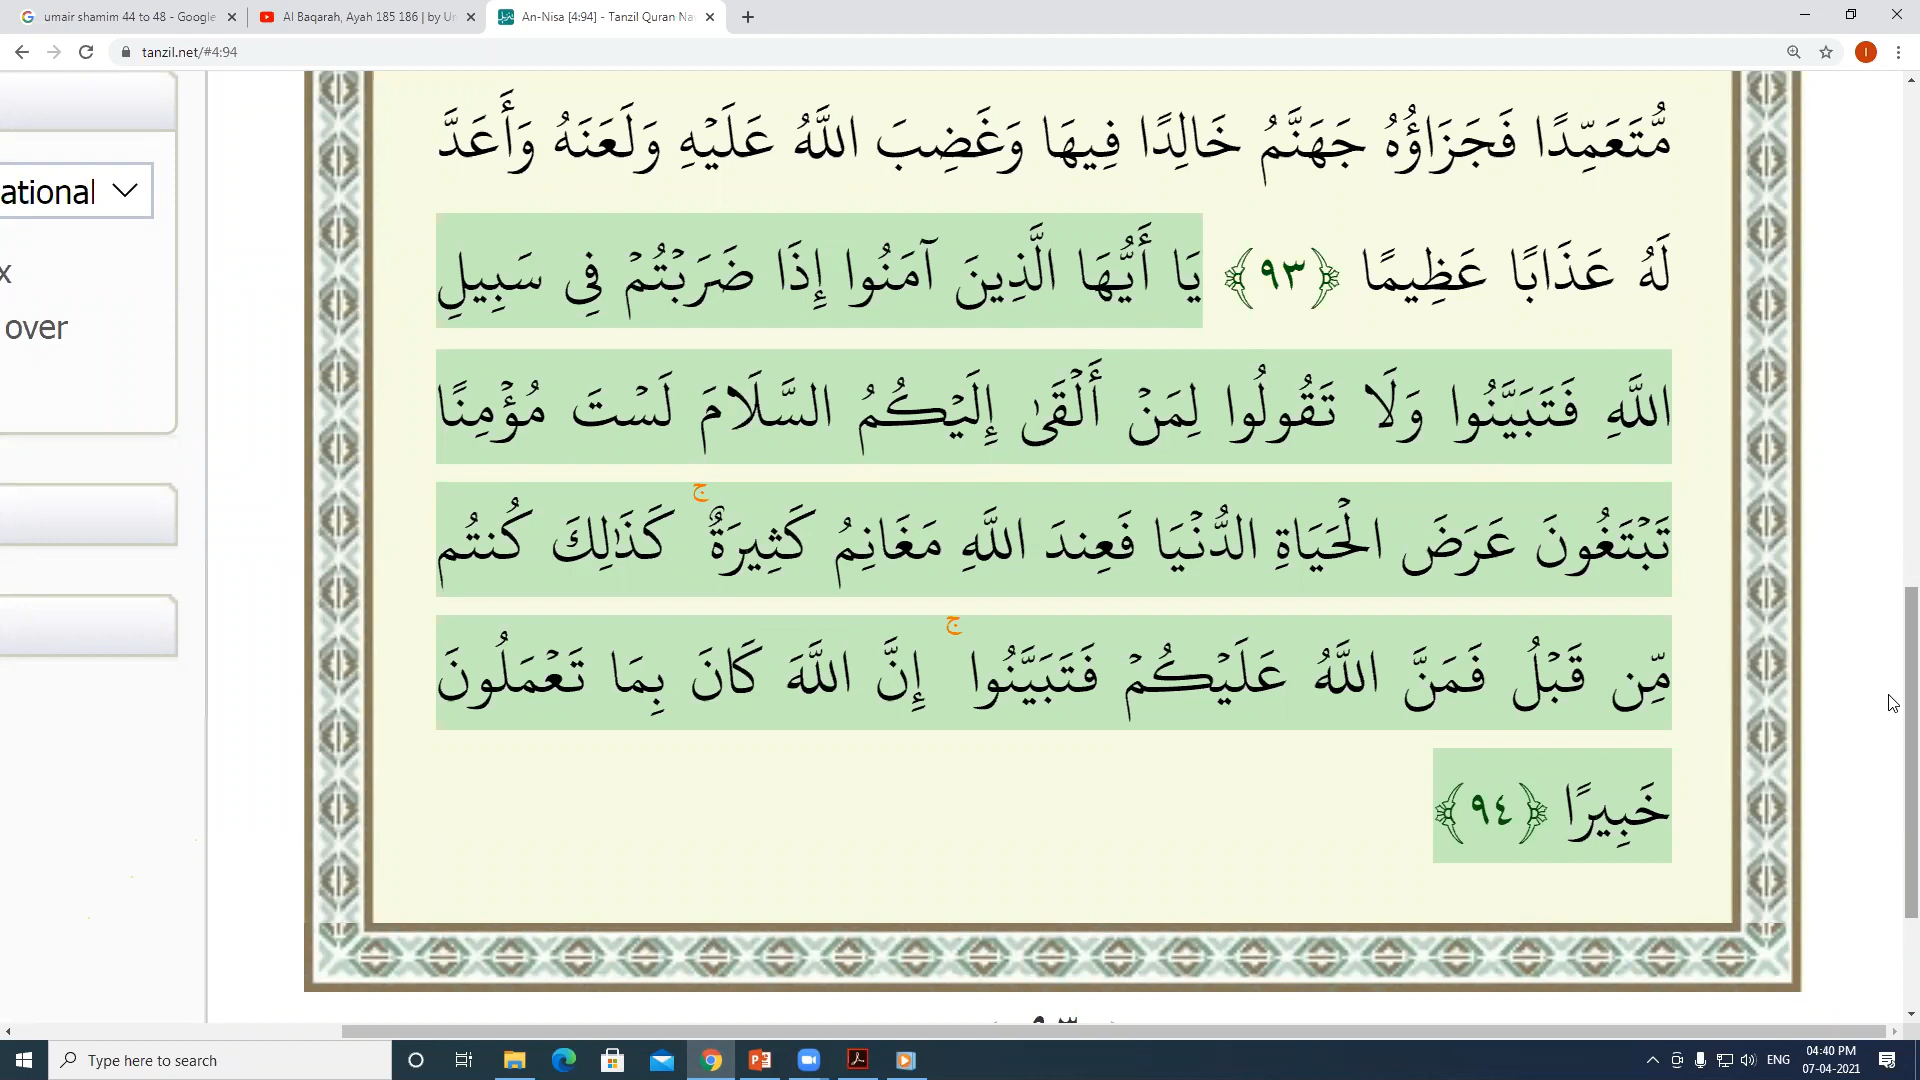 umair shamim 44 to 48 - Google
Al Baqarah, Ayah 185 186 | by U
An-Nisa [4:94] - Tanzil Quran Na
tanzil.net/#4:94
ational
x
over
مُّتَعَمِّدًا فَجَزَاؤُهُ جَهَنَّمُ خَالِدًا فِيهَا وَغَضِبَ اللَّهُ عَلَيْهِ وَلَعَنَهُ وَأَعَدَّ
لَهُ عَذَابًا عَظِيمًا ﴿٩٣﴾ يَا أَيُّهَا الَّذِينَ آمَنُوا إِذَا ضَرَبْتُمْ فِي سَبِيلِ
اللَّهِ فَتَبَيَّنُوا وَلَا تَقُولُوا لِمَنْ أَلْقَىٰ إِلَيْكُمُ السَّلَامَ لَسْتَ مُؤْمِنًا
تَبْتَغُونَ عَرَضَ الْحَيَاةِ الدُّنْيَا فَعِندَ اللَّهِ مَغَانِمُ كَثِيرَةٌ ۚ كَذَٰلِكَ كُنتُم
مِّن قَبْلُ فَمَنَّ اللَّهُ عَلَيْكُمْ فَتَبَيَّنُوا ۚ إِنَّ اللَّهَ كَانَ بِمَا تَعْمَلُونَ
خَبِيرًا ﴿٩٤﴾
Type here to search
ENG
04:40 PM
07-04-2021